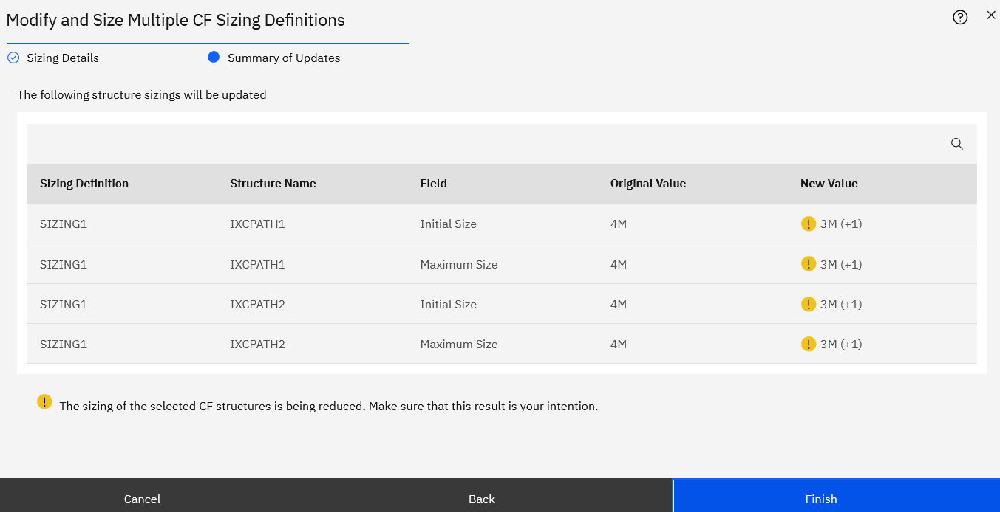 Modify and Size Multiple CF Sizing Definitions
Sizing Details Summary of Updates
The following structure sizings will be updated
Sizing Definition Structure Name Field Original Value New Value
SIZING1 IXCPATH1 Initial Size 4M 3M (+1)
SIZING1 IXCPATH1 Maximum Size 4M 3M (+1)
SIZING1 IXCPATH2 Initial Size 4M 3M (+1)
SIZING1 IXCPATH2 Maximum Size 4M 3M (+1)
The sizing of the selected CF structures is being reduced. Make sure that this result is your intention.
Cancel Back Finish